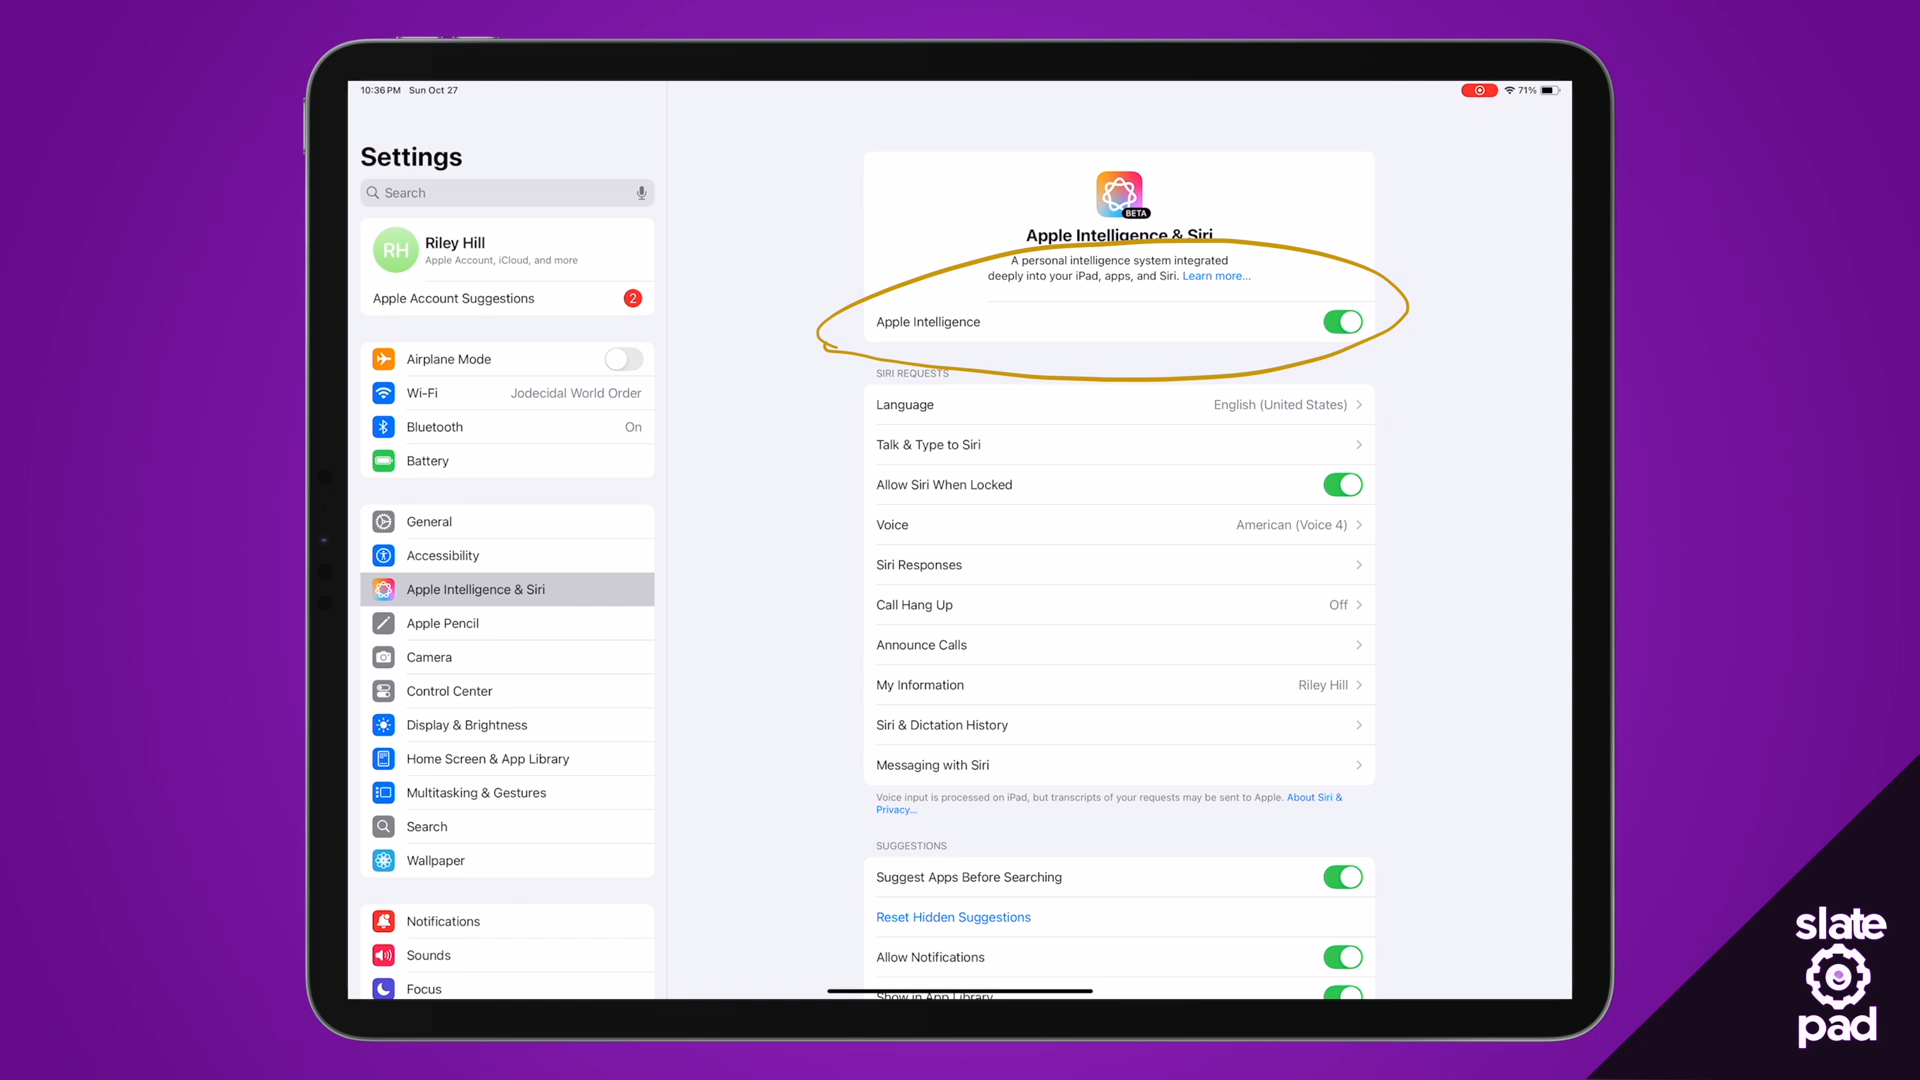 10:36 PM Sun Oct 27
71%
Settings
Search
RH
Riley Hill
Apple Account, iCloud, and more
Apple Account Suggestions
2
Airplane Mode
Wi-Fi
Jodecidal World Order
Bluetooth
On
Battery
General
Accessibility
Apple Intelligence & Siri
Apple Pencil
Camera
Control Center
Display & Brightness
Home Screen & App Library
Multitasking & Gestures
Search
Wallpaper
Notifications
Sounds
Focus
BETA
Apple Intelligence & Siri
A personal intelligence system integrated
deeply into your iPad, apps, and Siri. Learn more...
Apple Intelligence
SIRI REQUESTS
Language
English (United States)
Talk & Type to Siri
Allow Siri When Locked
Voice
American (Voice 4)
Siri Responses
Call Hang Up
Off
Announce Calls
My Information
Riley Hill
Siri & Dictation History
Messaging with Siri
Voice input is processed on iPad, but transcripts of your requests may be sent to Apple. About Siri &
Privacy...
SUGGESTIONS
Suggest Apps Before Searching
Reset Hidden Suggestions
Allow Notifications
Show in App Library
slate
pad